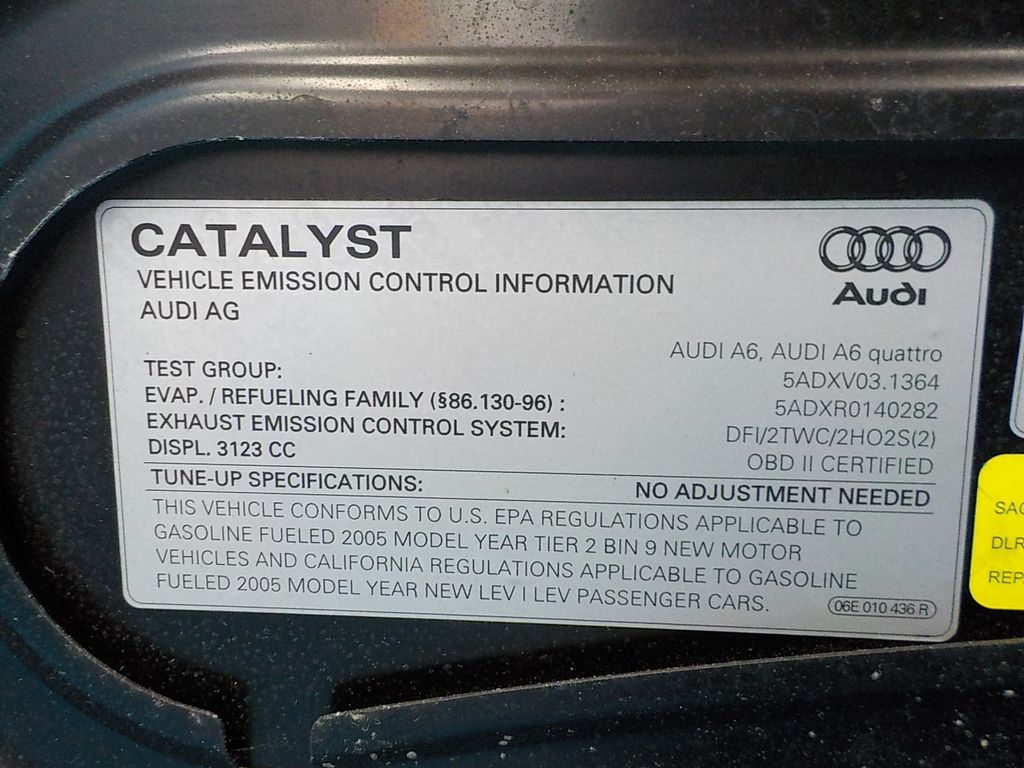 CATALYST
VEHICLE EMISSION CONTROL INFORMATION
AUDI AG
Audi
AUDI A6, AUDI A6 quattro
TEST GROUP: 5ADXV03.1364
EVAP. / REFUELING FAMILY (§86.130-96) : 5ADXR0140282
EXHAUST EMISSION CONTROL SYSTEM: DFI/2TWC/2HO2S(2)
DISPL. 3123 CC OBD II CERTIFIED
TUNE-UP SPECIFICATIONS: NO ADJUSTMENT NEEDED
THIS VEHICLE CONFORMS TO U.S. EPA REGULATIONS APPLICABLE TO
GASOLINE FUELED 2005 MODEL YEAR TIER 2 BIN 9 NEW MOTOR
VEHICLES AND CALIFORNIA REGULATIONS APPLICABLE TO GASOLINE
FUELED 2005 MODEL YEAR NEW LEV I LEV PASSENGER CARS.
06E 010 436 R
DLR
REP